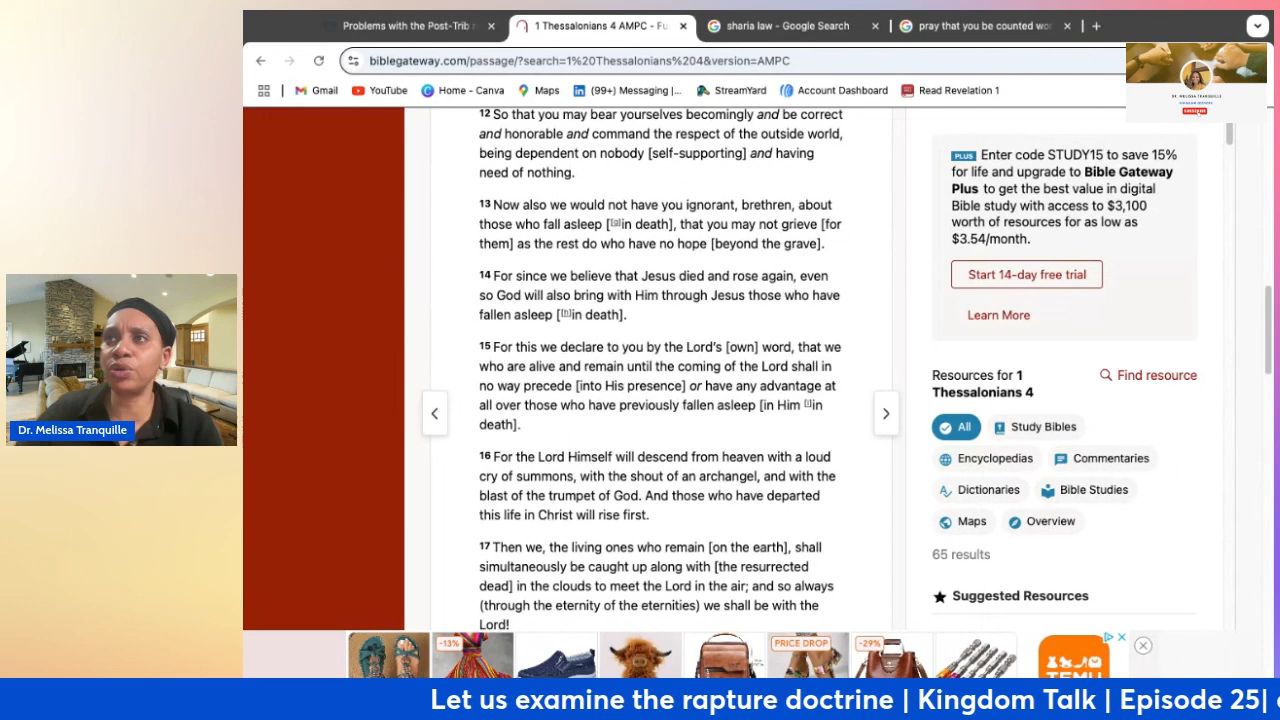 Problems with the Post-Trib
1 Thessalonians 4 AMPC - Fu
sharia law - Google Search
pray that you be counted wo
biblegateway.com/passage/?search=1%20Thessalonians%204&version=AMPC
Gmail
YouTube
Home - Canva
Maps
(99+) Messaging |...
StreamYard
Account Dashboard
Read Revelation 1
DR. MELISSA TRANQUILLE
SUBSCRIBE
12 So that you may bear yourselves becomingly and be correct
and honorable and command the respect of the outside world,
being dependent on nobody [self-supporting] and having
need of nothing.
13 Now also we would not have you ignorant, brethren, about
those who fall asleep [[g]in death], that you may not grieve [for
them] as the rest do who have no hope [beyond the grave].
14 For since we believe that Jesus died and rose again, even
so God will also bring with Him through Jesus those who have
fallen asleep [[h]in death].
15 For this we declare to you by the Lord's [own] word, that we
who are alive and remain until the coming of the Lord shall in
no way precede [into His presence] or have any advantage at
all over those who have previously fallen asleep [in Him [i]in
death].
16 For the Lord Himself will descend from heaven with a loud
cry of summons, with the shout of an archangel, and with the
blast of the trumpet of God. And those who have departed
this life in Christ will rise first.
17 Then we, the living ones who remain [on the earth], shall
simultaneously be caught up along with [the resurrected
dead] in the clouds to meet the Lord in the air; and so always
(through the eternity of the eternities) we shall be with the
Lord!
PLUS Enter code STUDY15 to save 15%
for life and upgrade to Bible Gateway
Plus to get the best value in digital
Bible study with access to $3,100
worth of resources for as low as
$3.54/month.
Start 14-day free trial
Learn More
Resources for 1
Thessalonians 4
Find resource
All
Study Bibles
Encyclopedias
Commentaries
Dictionaries
Bible Studies
Maps
Overview
65 results
Suggested Resources
Dr. Melissa Tranquille
-13%
PRICE DROP
-29%
TEMU
Let us examine the rapture doctrine | Kingdom Talk | Episode 25|